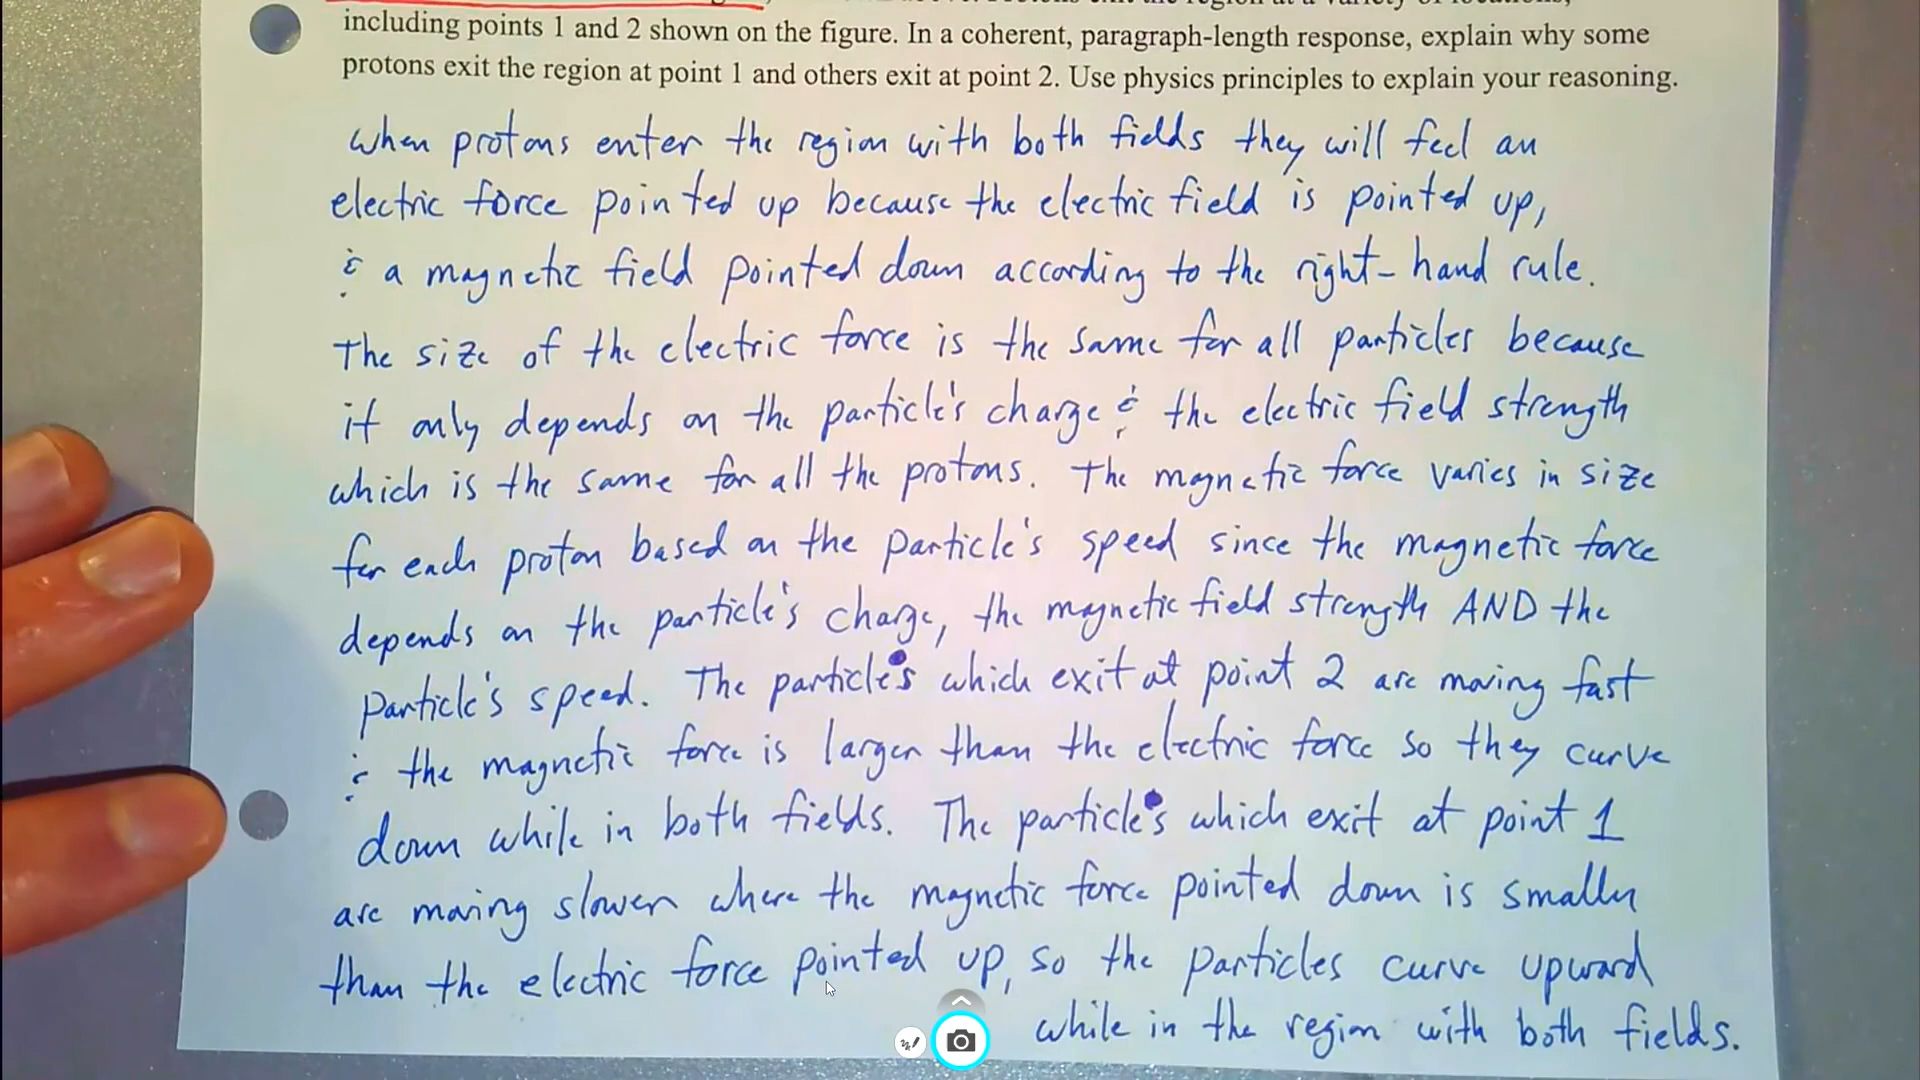 including points 1 and 2 shown on the figure. In a coherent, paragraph-length response, explain why some
protons exit the region at point 1 and others exit at point 2. Use physics principles to explain your reasoning.
When protons enter the region with both fields they will feel an
electric force pointed up because the electric field is pointed up,
& a magnetic field pointed down according to the right-hand rule.
The size of the electric force is the same for all particles because
it only depends on the particle's charge & the electric field strength
which is the same for all the protons. The magnetic force varies in size
for each proton based on the particle's speed since the magnetic force
depends on the particle's charge, the magnetic field strength AND the
particle's speed. The particles which exit at point 2 are moving fast
& the magnetic force is larger than the electric force so they curve
down while in both fields. The particles which exit at point 1
are moving slower where the magnetic force pointed down is smaller
than the electric force pointed up, so the particles curve upward
while in the region with both fields.